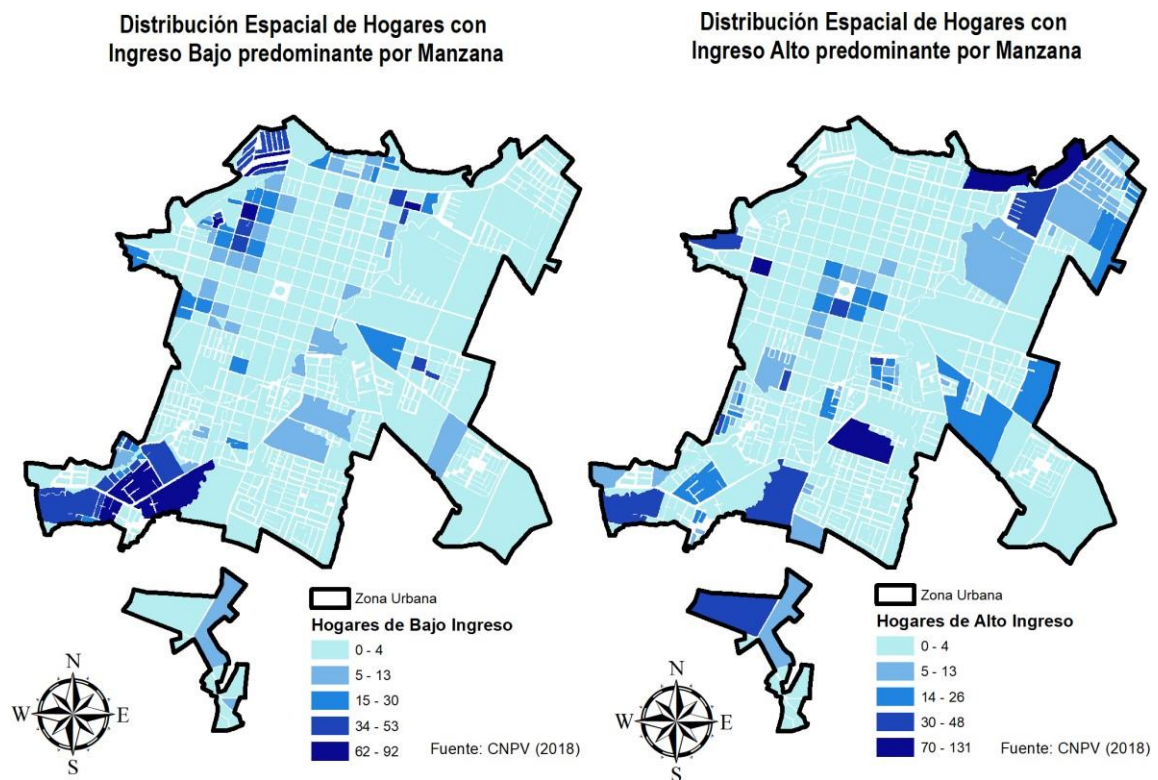 Distribución Espacial de Hogares con
Ingreso Bajo predominante por Manzana
Zona Urbana
Hogares de Bajo Ingreso
0 - 4
5 - 13
15 - 30
34 - 53
62 - 92
Fuente: CNPV (2018)
N
W
E
S
Distribución Espacial de Hogares con
Ingreso Alto predominante por Manzana
Zona Urbana
Hogares de Alto Ingreso
0 - 4
5 - 13
14 - 26
30 - 48
70 - 131
Fuente: CNPV (2018)
N
W
E
S